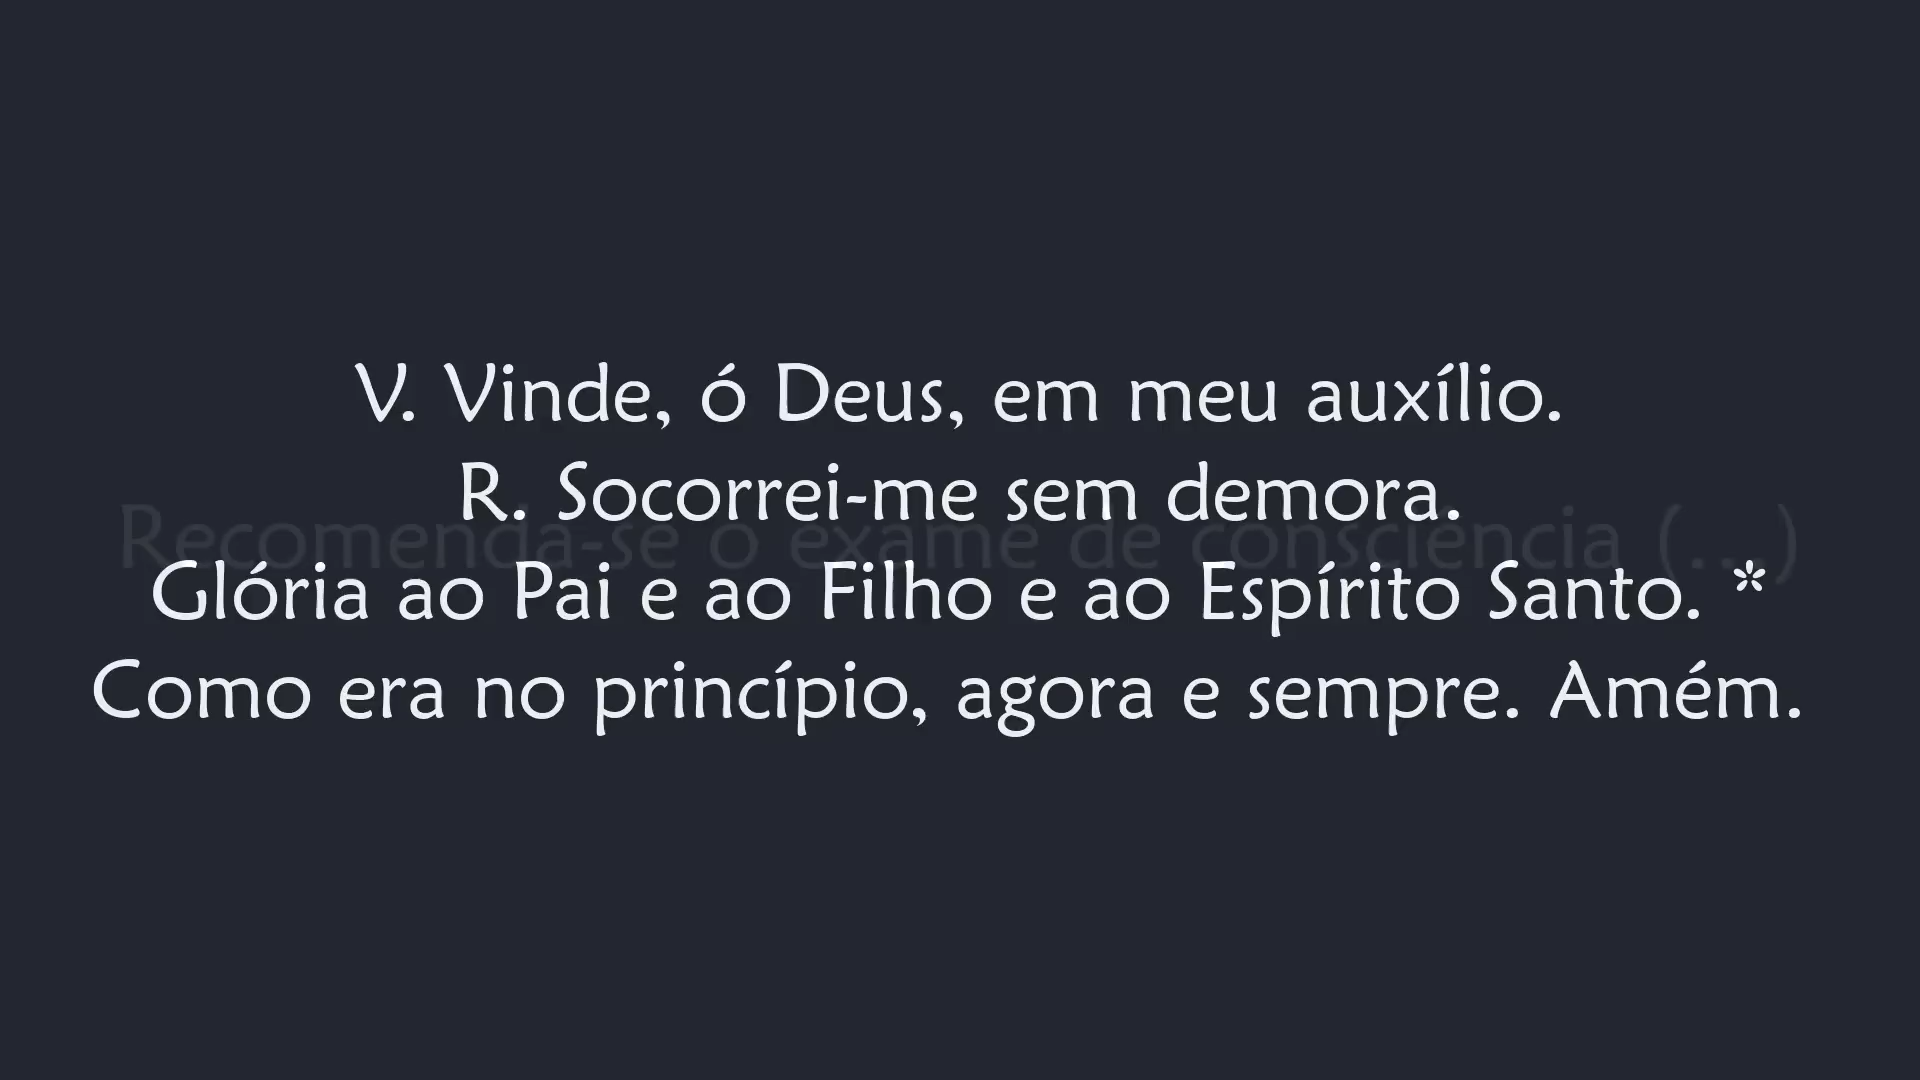 V. Vinde, ó Deus, em meu auxílio.
R. Socorrei-me sem demora.
Recomenda-se o exame de consciência (...)
Glória ao Pai e ao Filho e ao Espírito Santo. *
Como era no princípio, agora e sempre. Amém.